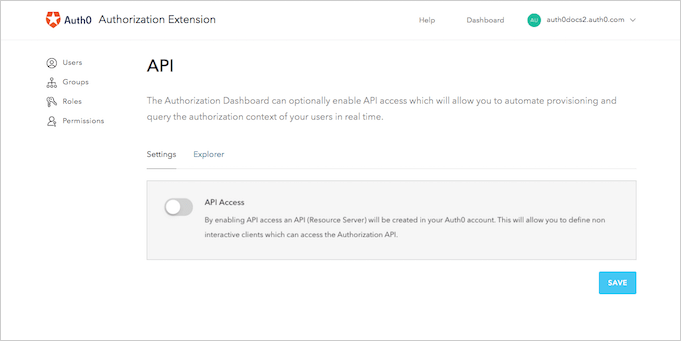 Auth0 Authorization Extension
Help
Dashboard
AU
auth0docs2.auth0.com
Users
Groups
Roles
Permissions
API
The Authorization Dashboard can optionally enable API access which will allow you to automate provisioning and
query the authorization context of your users in real time.
Settings
Explorer
API Access
By enabling API access an API (Resource Server) will be created in your Auth0 account. This will allow you to define non
interactive clients which can access the Authorization API.
SAVE